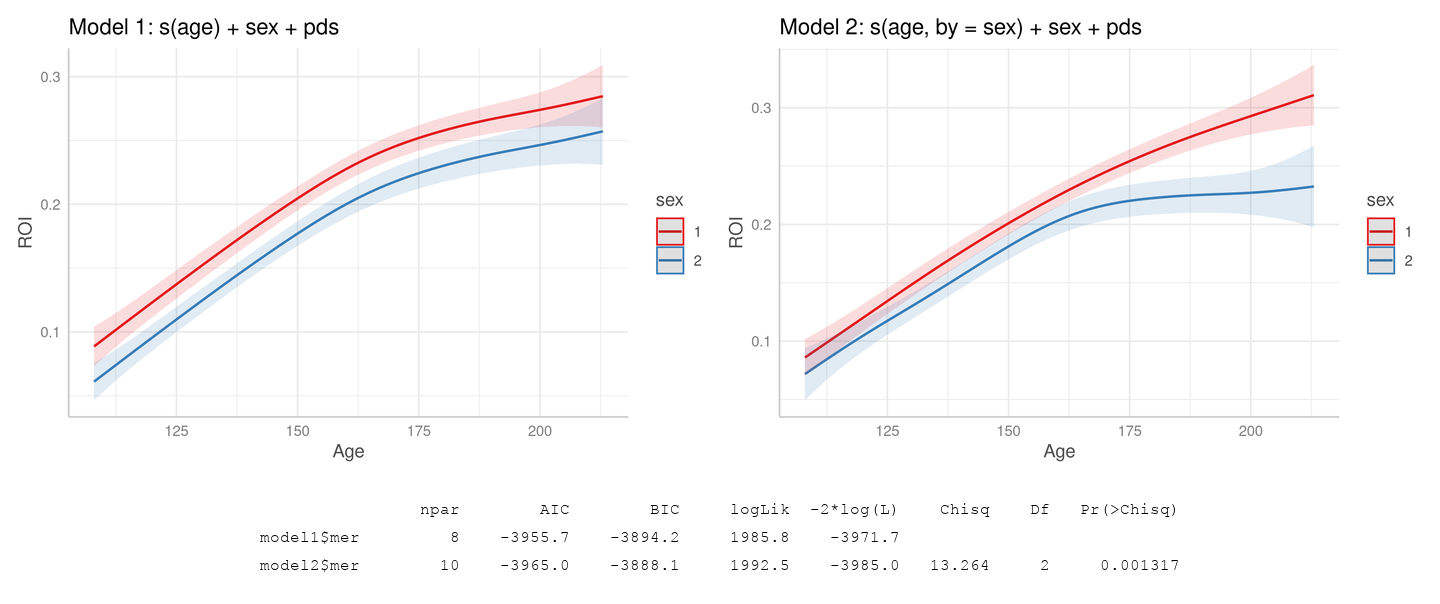 Model 1: s(age) + sex + pds
0.3
0.2
0.1
ROI
125 150 175 200
Age
sex
1
2
Model 2: s(age, by = sex) + sex + pds
0.3
0.2
0.1
ROI
125 150 175 200
Age
sex
1
2
npar AIC BIC logLik -2*log(L) Chisq Df Pr(>Chisq)
model1$mer 8 -3955.7 -3894.2 1985.8 -3971.7
model2$mer 10 -3965.0 -3888.1 1992.5 -3985.0 13.264 2 0.001317